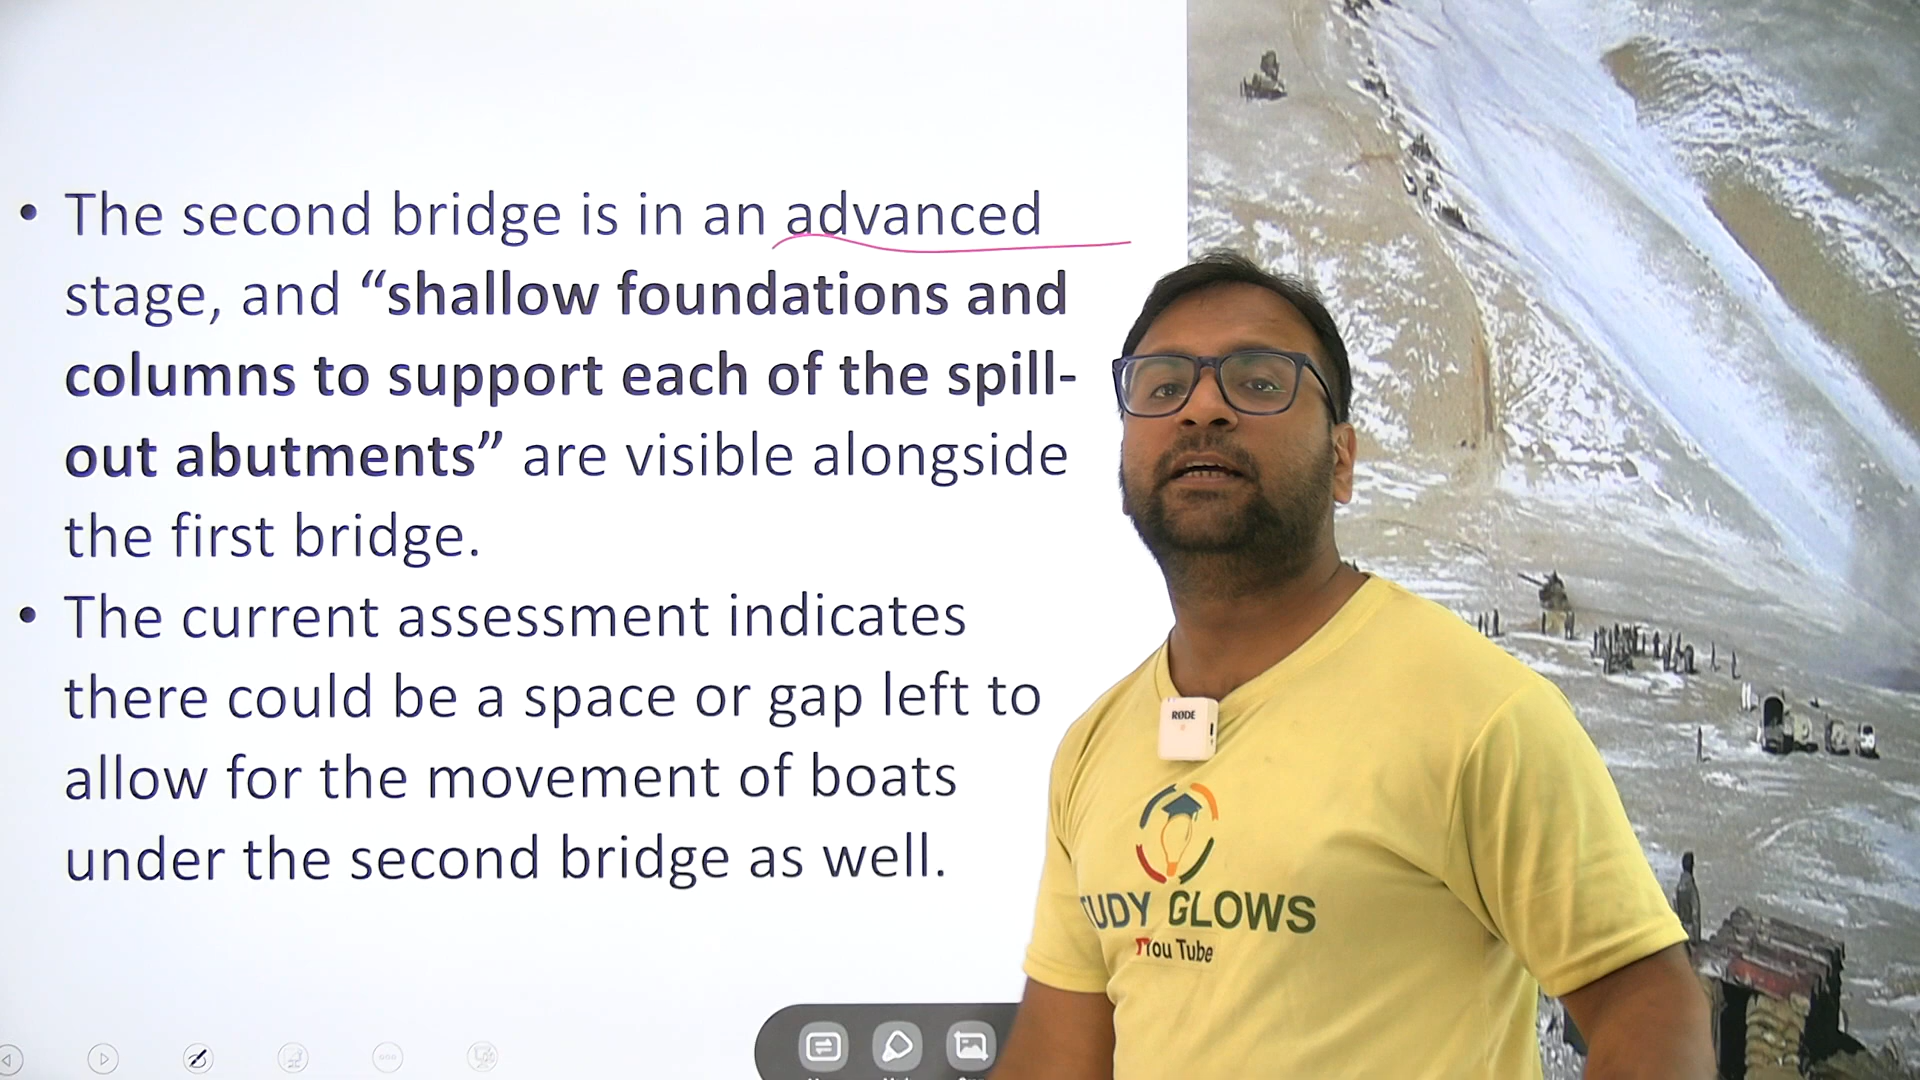 • The second bridge is in an advanced
stage, and “shallow foundations and
columns to support each of the spill-
out abutments” are visible alongside
the first bridge.
• The current assessment indicates
there could be a space or gap left to
allow for the movement of boats
under the second bridge as well.
RØDE
TUDY GLOWS
You Tube